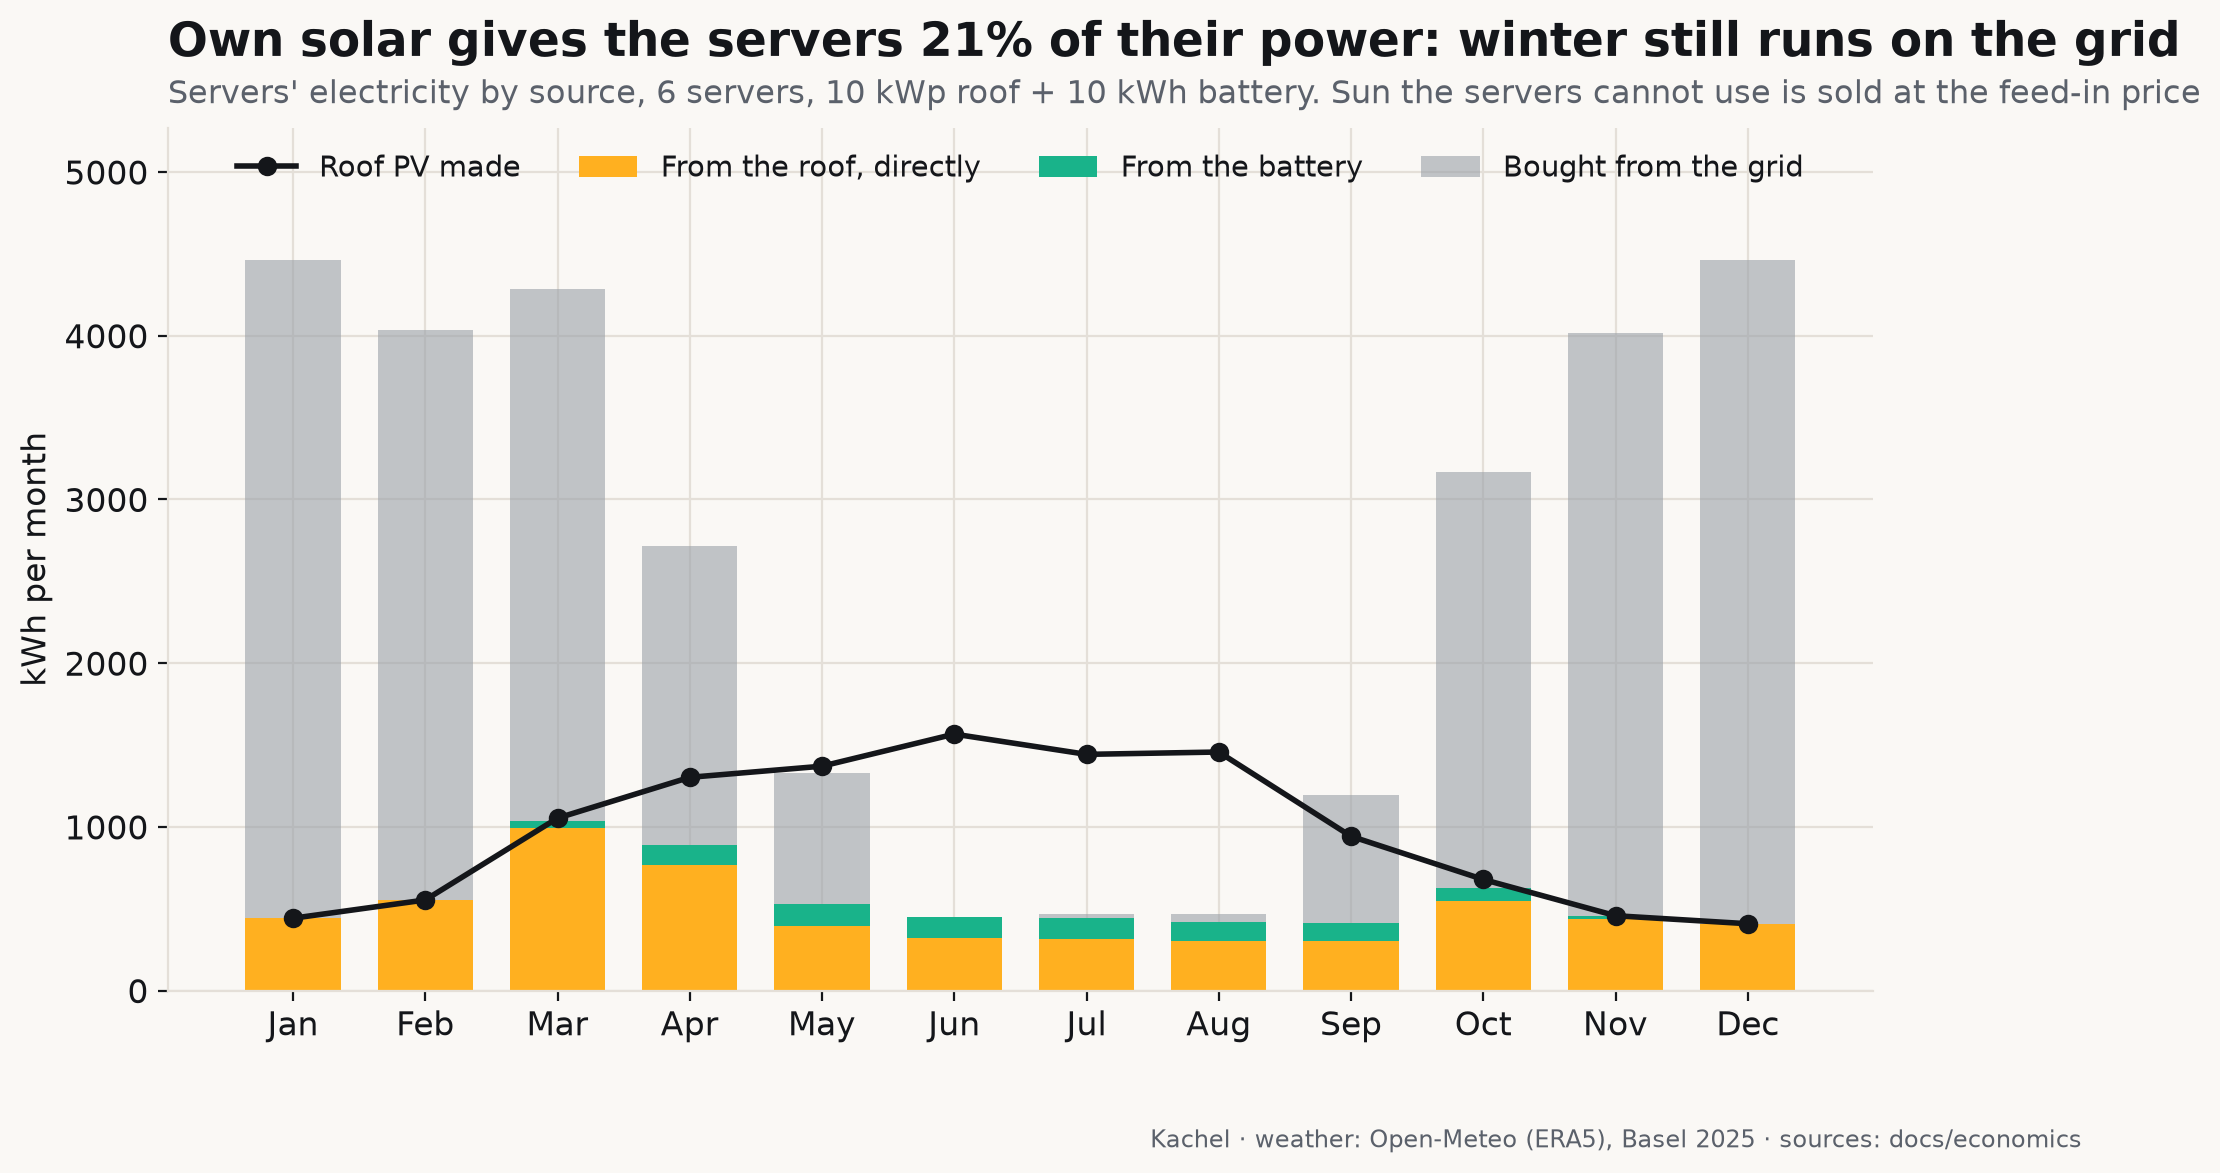 Own solar gives the servers 21% of their power: winter still runs on the grid
Servers' electricity by source, 6 servers, 10 kWp roof + 10 kWh battery. Sun the servers cannot use is sold at the feed-in price
Roof PV made From the roof, directly From the battery Bought from the grid
kWh per month
5000
4000
3000
2000
1000
0
Jan Feb Mar Apr May Jun Jul Aug Sep Oct Nov Dec
Kachel · weather: Open-Meteo (ERA5), Basel 2025 · sources: docs/economics